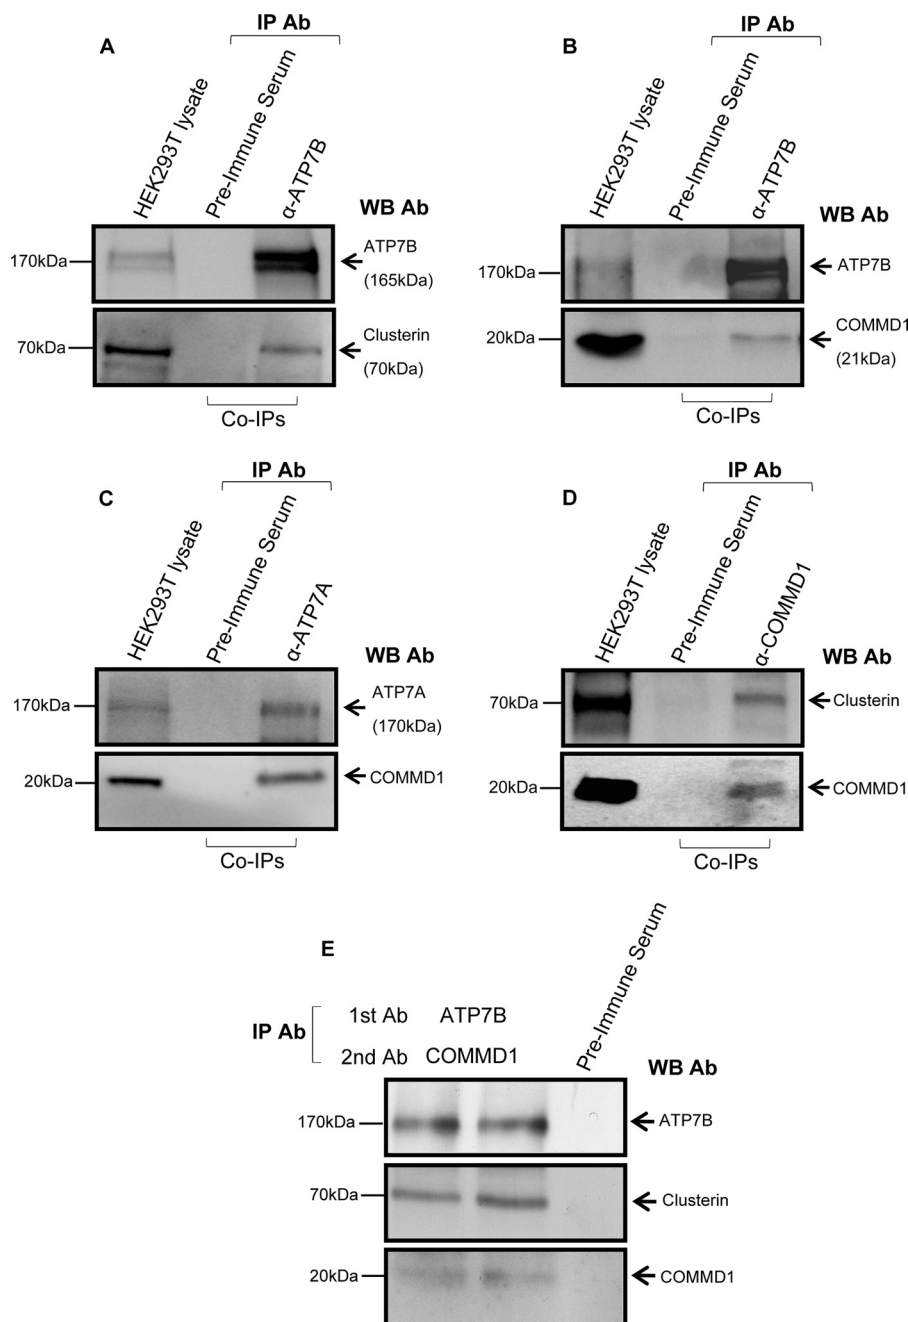 A
IP Ab
HEK293T lysate
Pre-Immune Serum
α-ATP7B
WB Ab
170kDa
ATP7B
(165kDa)
70kDa
Clusterin
(70kDa)
Co-IPs
B
IP Ab
HEK293T lysate
Pre-Immune Serum
α-ATP7B
WB Ab
170kDa
ATP7B
20kDa
COMMD1
(21kDa)
Co-IPs
C
IP Ab
HEK293T lysate
Pre-Immune Serum
α-ATP7A
WB Ab
170kDa
ATP7A
(170kDa)
20kDa
COMMD1
Co-IPs
D
IP Ab
HEK293T lysate
Pre-Immune Serum
α-COMMD1
WB Ab
70kDa
Clusterin
20kDa
COMMD1
Co-IPs
E
Pre-Immune Serum
IP Ab
1st Ab ATP7B
2nd Ab COMMD1
WB Ab
170kDa
ATP7B
70kDa
Clusterin
20kDa
COMMD1